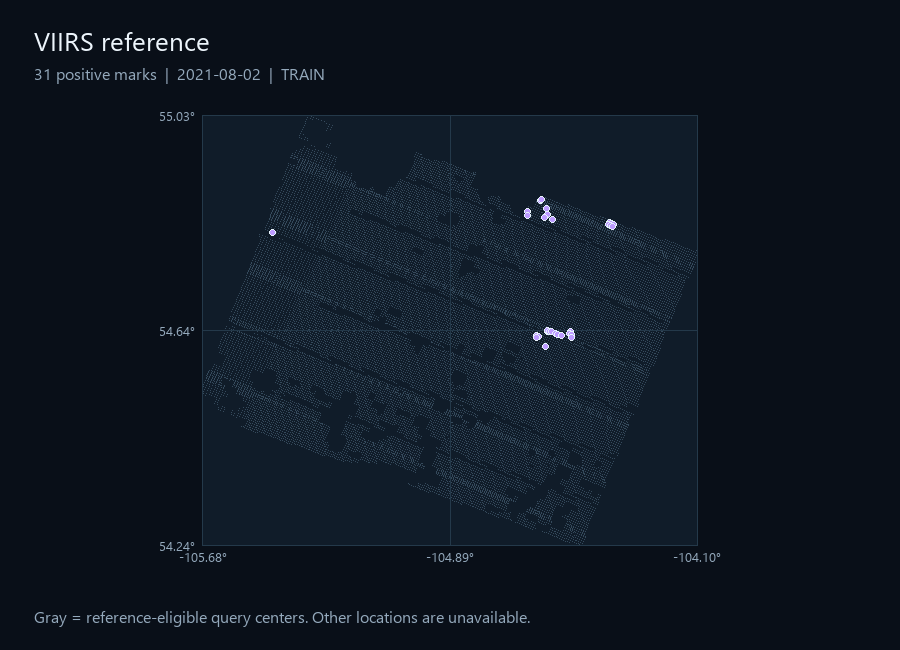 VIIRS reference
31 positive marks | 2021-08-02 | TRAIN
55.03°
54.64°
54.24°
-105.68° -104.89° -104.10°
Gray = reference-eligible query centers. Other locations are unavailable.